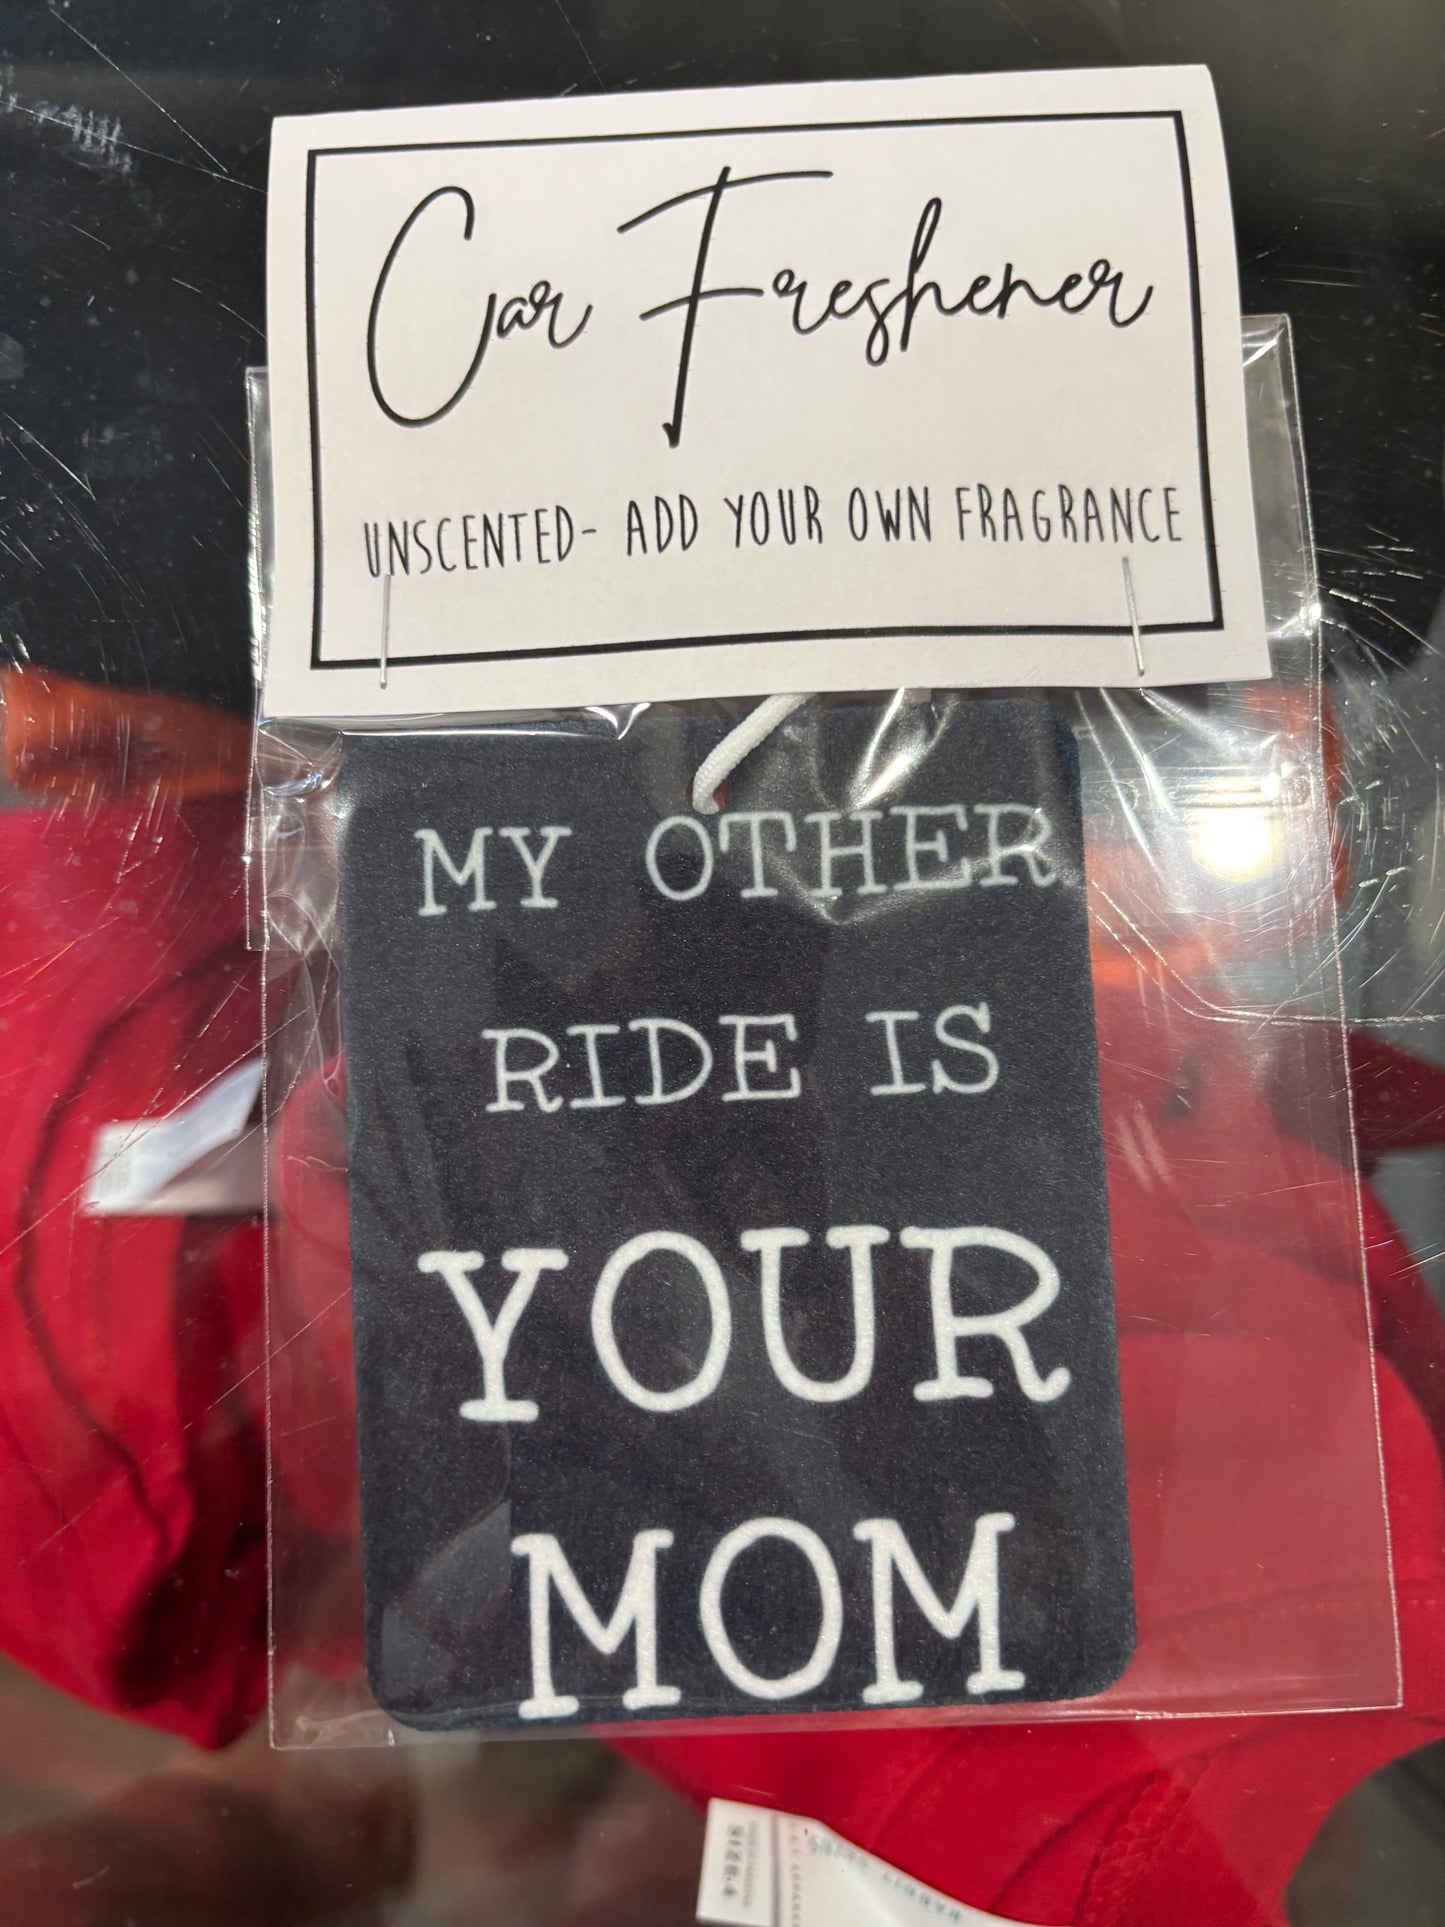 Car Freshener
UNSCENTED- ADD YOUR OWN FRAGRANCE
MY OTHER
RIDE IS
YOUR
MOM